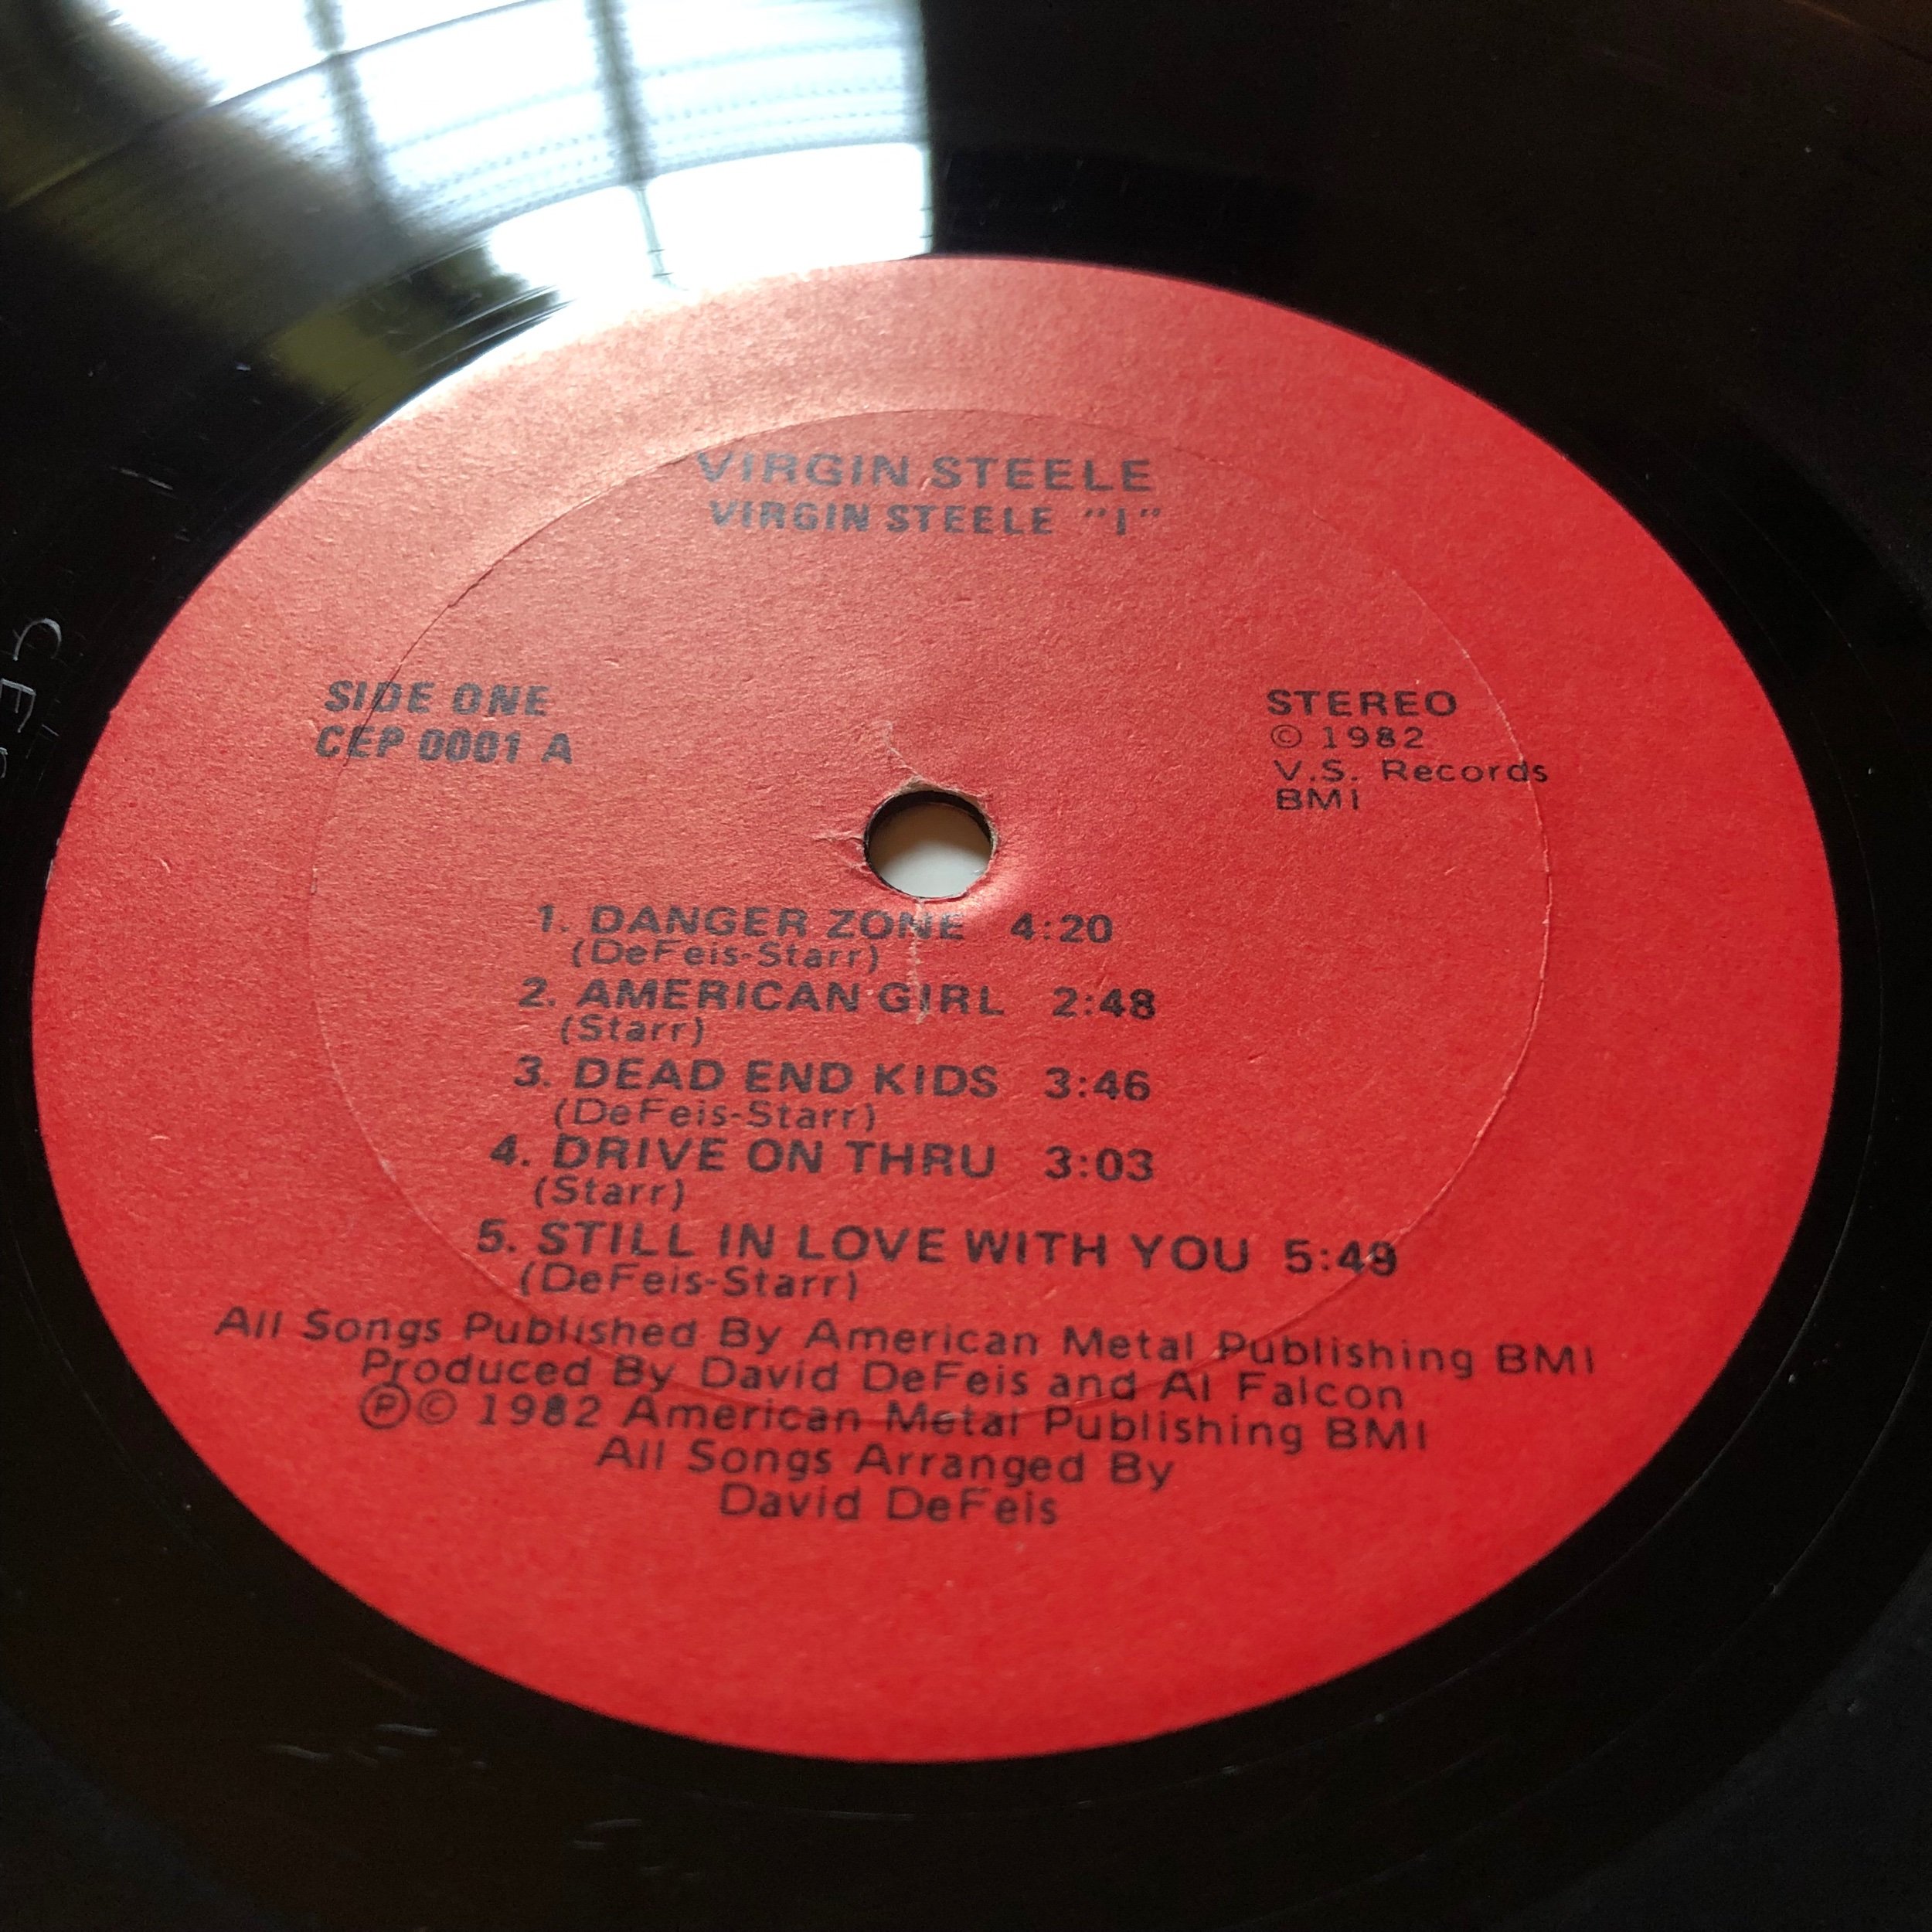 VIRGIN STEELE
VIRGIN STEELE "I"
SIDE ONE
CEP 0001 A
STEREO
© 1982
V.S. Records
BMI
1. DANGER ZONE 4:20
(DeFeis-Starr)
2. AMERICAN GIRL 2:48
(Starr)
3. DEAD END KIDS 3:46
(DeFeis-Starr)
4. DRIVE ON THRU 3:03
(Starr)
5. STILL IN LOVE WITH YOU 5:49
(DeFeis-Starr)
All Songs Published By American Metal Publishing BMI
Produced By David DeFeis and Al Falcon
℗© 1982 American Metal Publishing BMI
All Songs Arranged By
David DeFeis